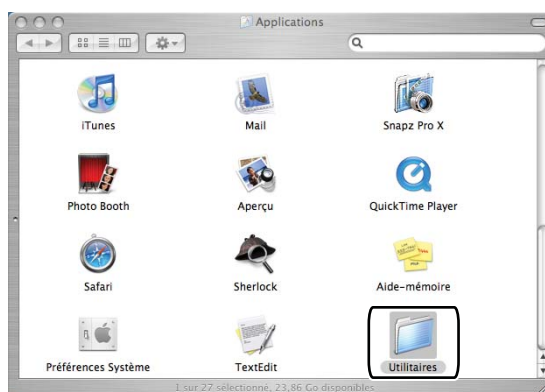 Applications
iTunes
Mail
Snapz Pro X
Photo Booth
Aperçu
QuickTime Player
Safari
Sherlock
Aide-mémoire
Préférences Système
TextEdit
Utilitaires
1 sur 27 sélectionné, 23,86 Go disponibles